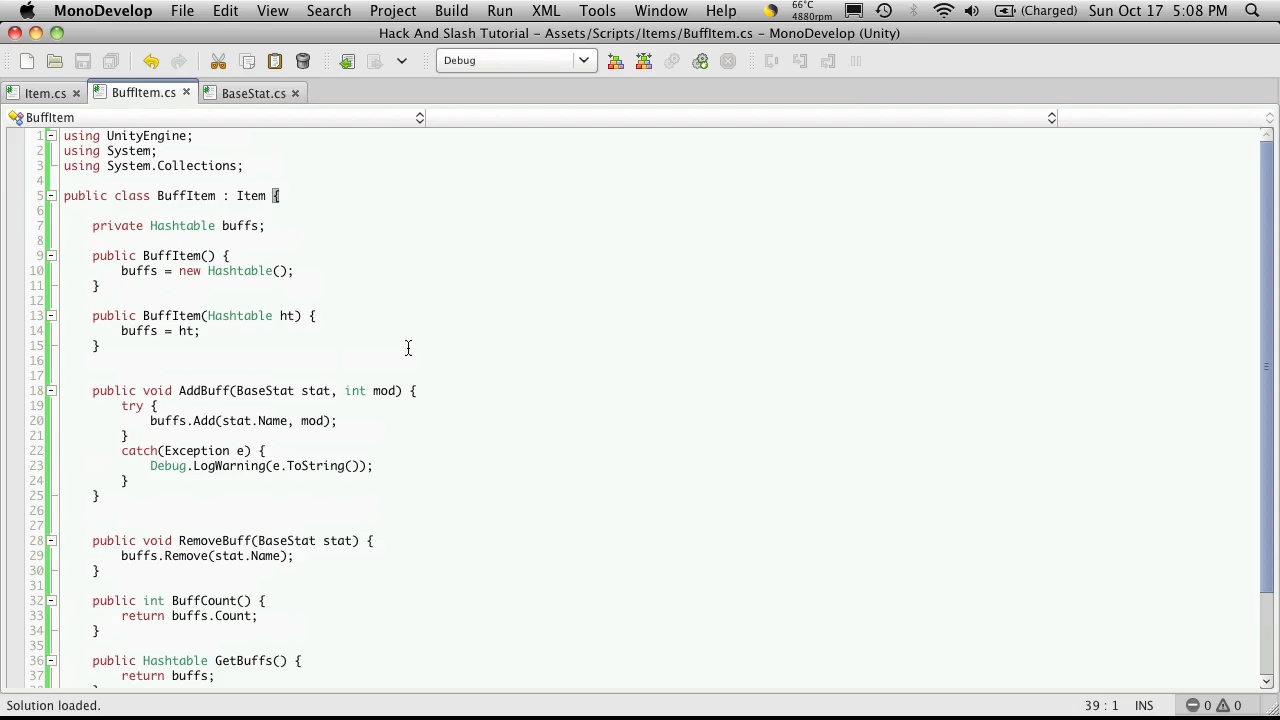 MonoDevelop File Edit View Search Project Build Run XML Tools Window Help 66°C 4880rpm (Charged) Sun Oct 17 5:08 PM
Hack And Slash Tutorial - Assets/Scripts/Items/BuffItem.cs - MonoDevelop (Unity)
Debug
Item.cs BuffItem.cs BaseStat.cs
BuffItem
1 using UnityEngine;
2 using System;
3 using System.Collections;
4
5 public class BuffItem : Item {
6
7 private Hashtable buffs;
8
9 public BuffItem() {
10 buffs = new Hashtable();
11 }
12
13 public BuffItem(Hashtable ht) {
14 buffs = ht;
15 }
16
17
18 public void AddBuff(BaseStat stat, int mod) {
19 try {
20 buffs.Add(stat.Name, mod);
21 }
22 catch(Exception e) {
23 Debug.LogWarning(e.ToString());
24 }
25 }
26
27
28 public void RemoveBuff(BaseStat stat) {
29 buffs.Remove(stat.Name);
30 }
31
32 public int BuffCount() {
33 return buffs.Count;
34 }
35
36 public Hashtable GetBuffs() {
37 return buffs;
Solution loaded. 39 : 1 INS 0 0